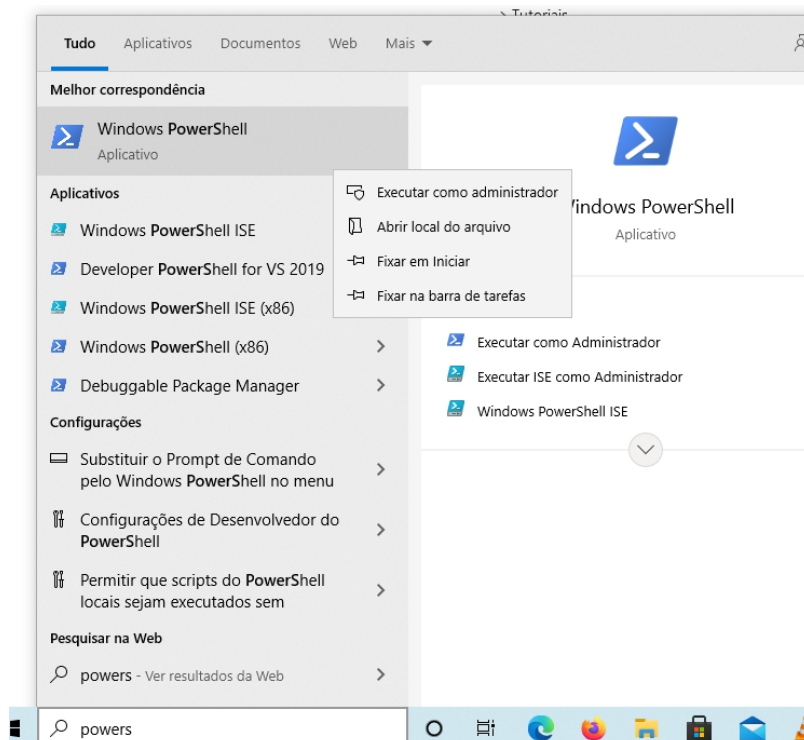 > Tutoriais
Tudo Aplicativos Documentos Web Mais
Melhor correspondência
Windows PowerShell
Aplicativo
Executar como administrador
Abrir local do arquivo
Fixar em Iniciar
Fixar na barra de tarefas
Aplicativos
Windows PowerShell ISE
Developer PowerShell for VS 2019
Windows PowerShell ISE (x86)
Windows PowerShell (x86)
Debuggable Package Manager
Configurações
Substituir o Prompt de Comando
pelo Windows PowerShell no menu
Configurações de Desenvolvedor do
PowerShell
Permitir que scripts do PowerShell
locais sejam executados sem
Pesquisar na Web
powers - Ver resultados da Web
powers
indows PowerShell
Aplicativo
Executar como Administrador
Executar ISE como Administrador
Windows PowerShell ISE